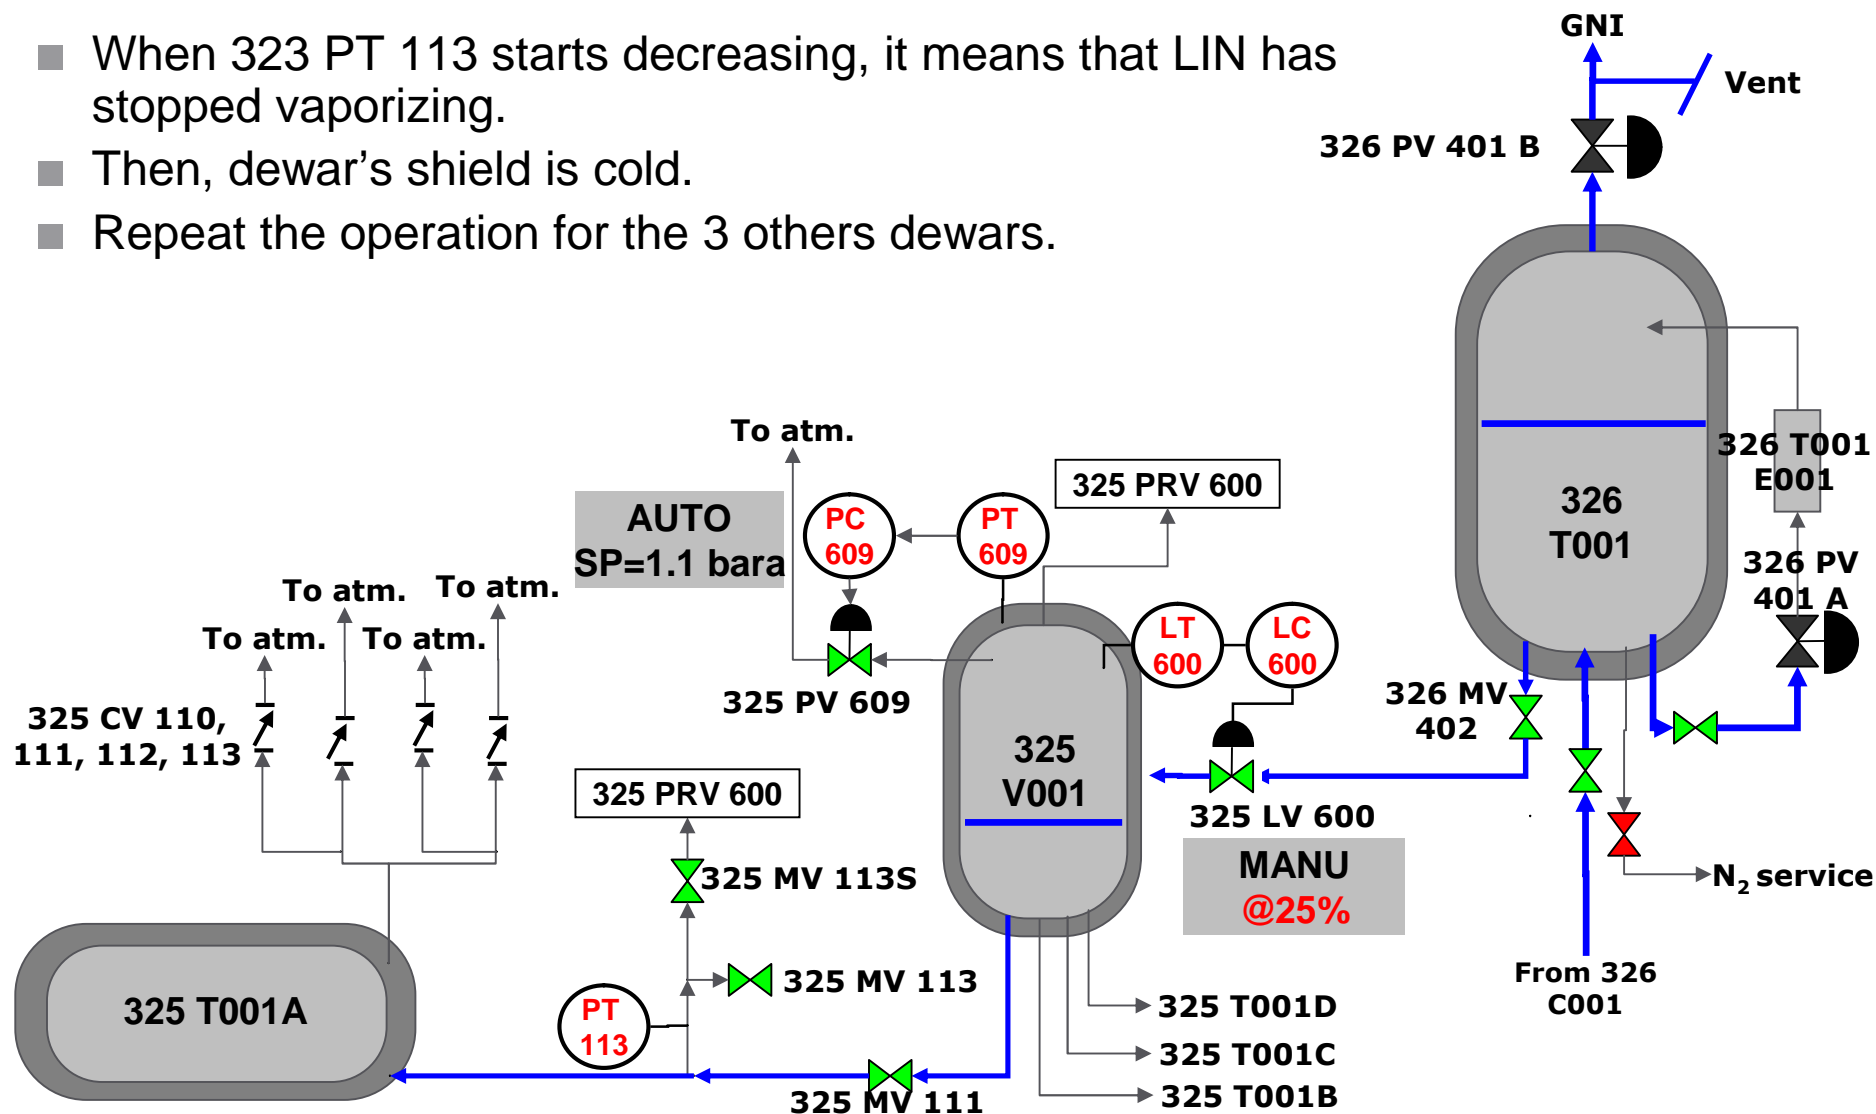 When 323 PT 113 starts decreasing, it means that LIN has
stopped vaporizing.
Then, dewar’s shield is cold.
Repeat the operation for the 3 others dewars.
GNI
Vent
326 PV 401 B
To atm.
325 PRV 600
AUTO
SP=1.1 bara
PC
609
PT
609
326 T001
E001
326
T001
326 PV
401 A
To atm.
To atm.
To atm.
To atm.
LT
600
LC
600
325 PV 609
326 MV
402
325 CV 110,
111, 112, 113
325
V001
325 PRV 600
325 LV 600
MANU
@25%
325 MV 113S
N2 service
325 MV 113
From 326
C001
325 T001A
PT
113
325 T001D
325 T001C
325 T001B
325 MV 111